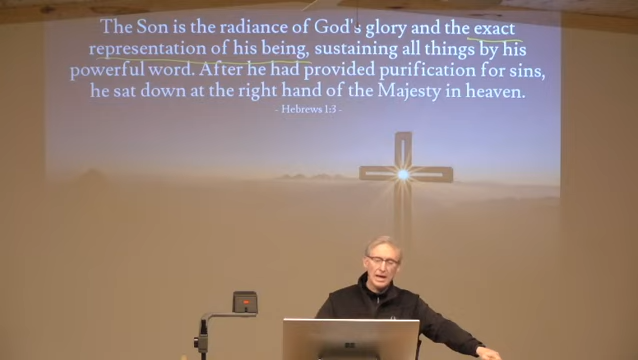 The Son is the radiance of God's glory and the exact
representation of his being, sustaining all things by his
powerful word. After he had provided purification for sins,
he sat down at the right hand of the Majesty in heaven.
- Hebrews 1:3 -